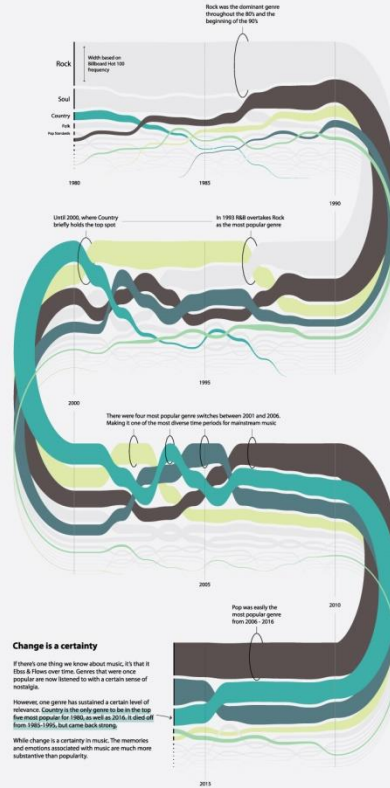 Rock was the dominant genre
throughout the 80's and the
beginning of the 90's
Rock
Width based on
Billboard Hot 100
Frequency
Soul
Country
Folk
Pop Standards
1980
1985
1990
Until 2000, where Country
briefly holds the top spot
In 1993 R&B overtakes Rock
as the most popular genre
1995
2000
There were four most popular genre switches between 2001 and 2006.
Making it one of the most diverse time periods for mainstream music
2005
2010
Pop was easily the
most popular genre
from 2006 - 2016
Change is a certainty
If there's one thing we know about music, it's that it
Ebss & Flows over time. Genres that were once
popular are now listened to with a certain sense of
nostalgia.
However, one genre has sustained a certain level of
relevance. Country is the only genre to be in the top
five most popular for 1980, as well as 2016. It died off
from 1985-1995, but came back strong.
While change is a certainty in music. The memories
and emotions associated with music are much more
substantive than popularity.
2015